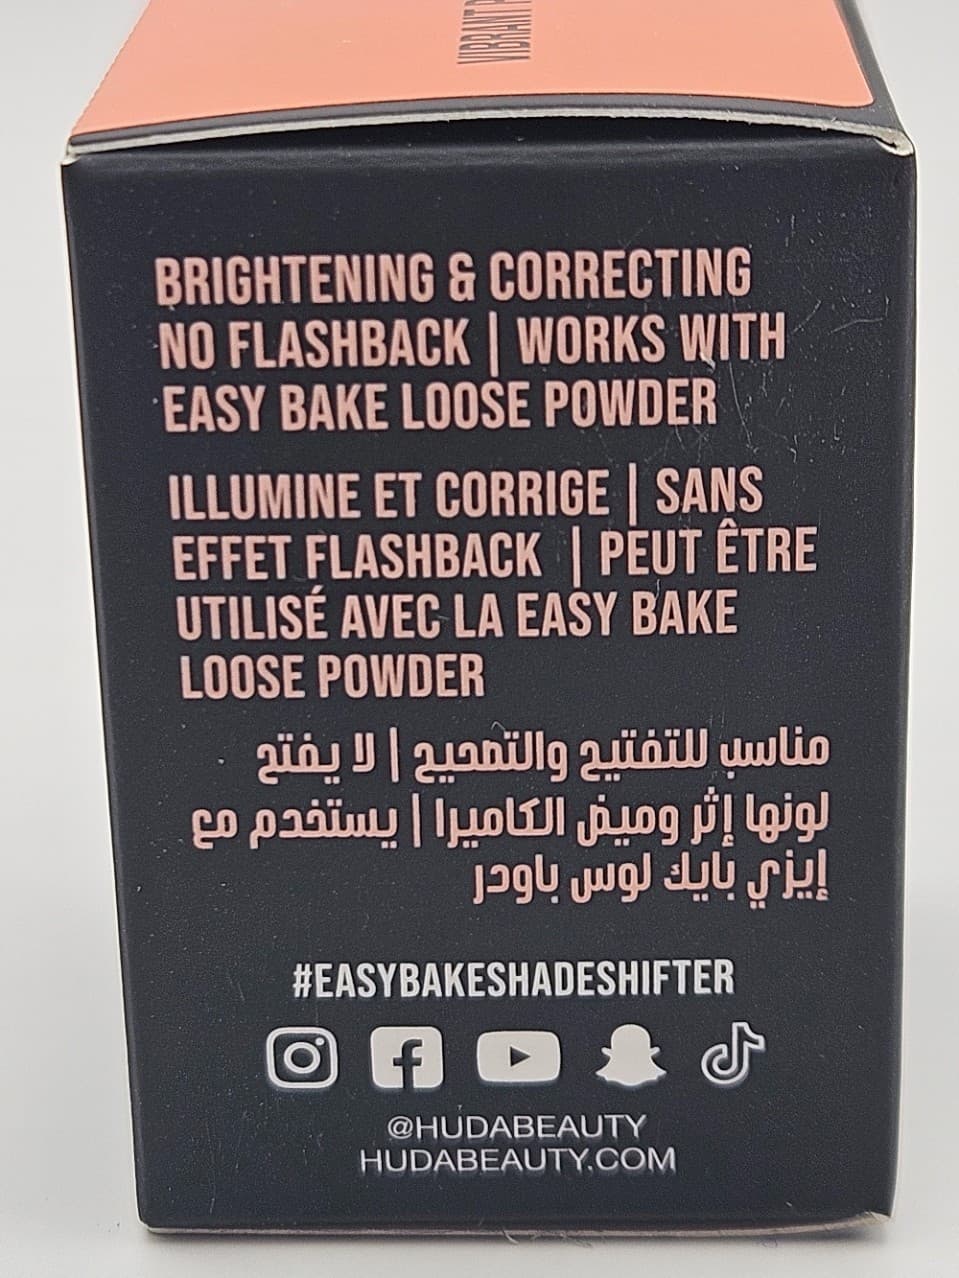 VIBRANT
BRIGHTENING & CORRECTING
NO FLASHBACK | WORKS WITH
EASY BAKE LOOSE POWDER
ILLUMINE ET CORRIGE | SANS
EFFET FLASHBACK | PEUT ÊTRE
UTILISÉ AVEC LA EASY BAKE
LOOSE POWDER
مناسب للتفتيح والتصحيح | لا يفتح
لونها إثر وميض الكاميرا | يستخدم مع
إيزي بايك لوس باودر
#EASYBAKESHADESHIFTER
@HUDABEAUTY
HUDABEAUTY.COM